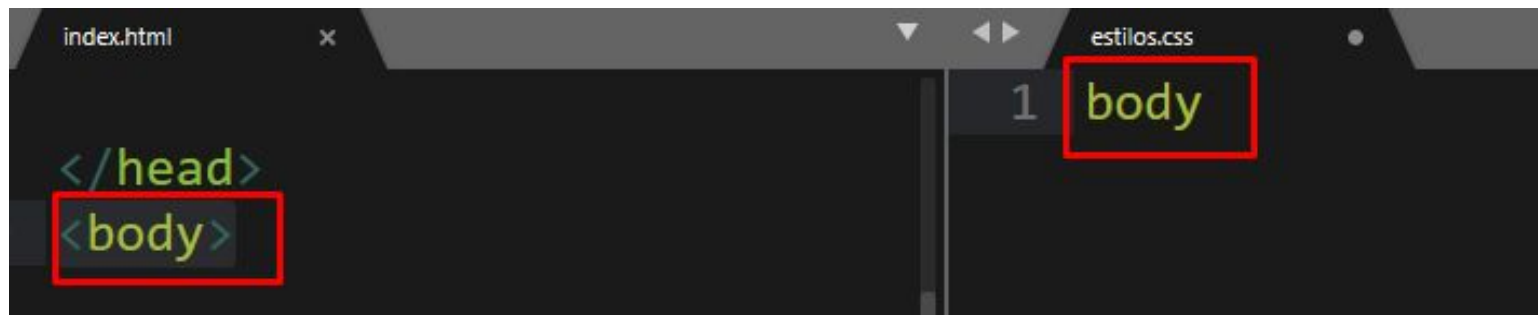 index.html ×
</head>
<body>
estilos.css
1 body